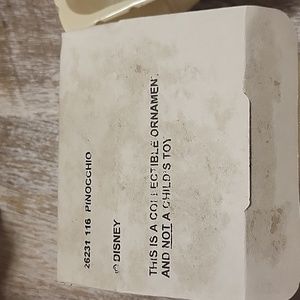 26231 116 PINOCCHIO
© DISNEY
THIS IS A COLLECTIBLE ORNAMENT
AND NOT A CHILD'S TOY